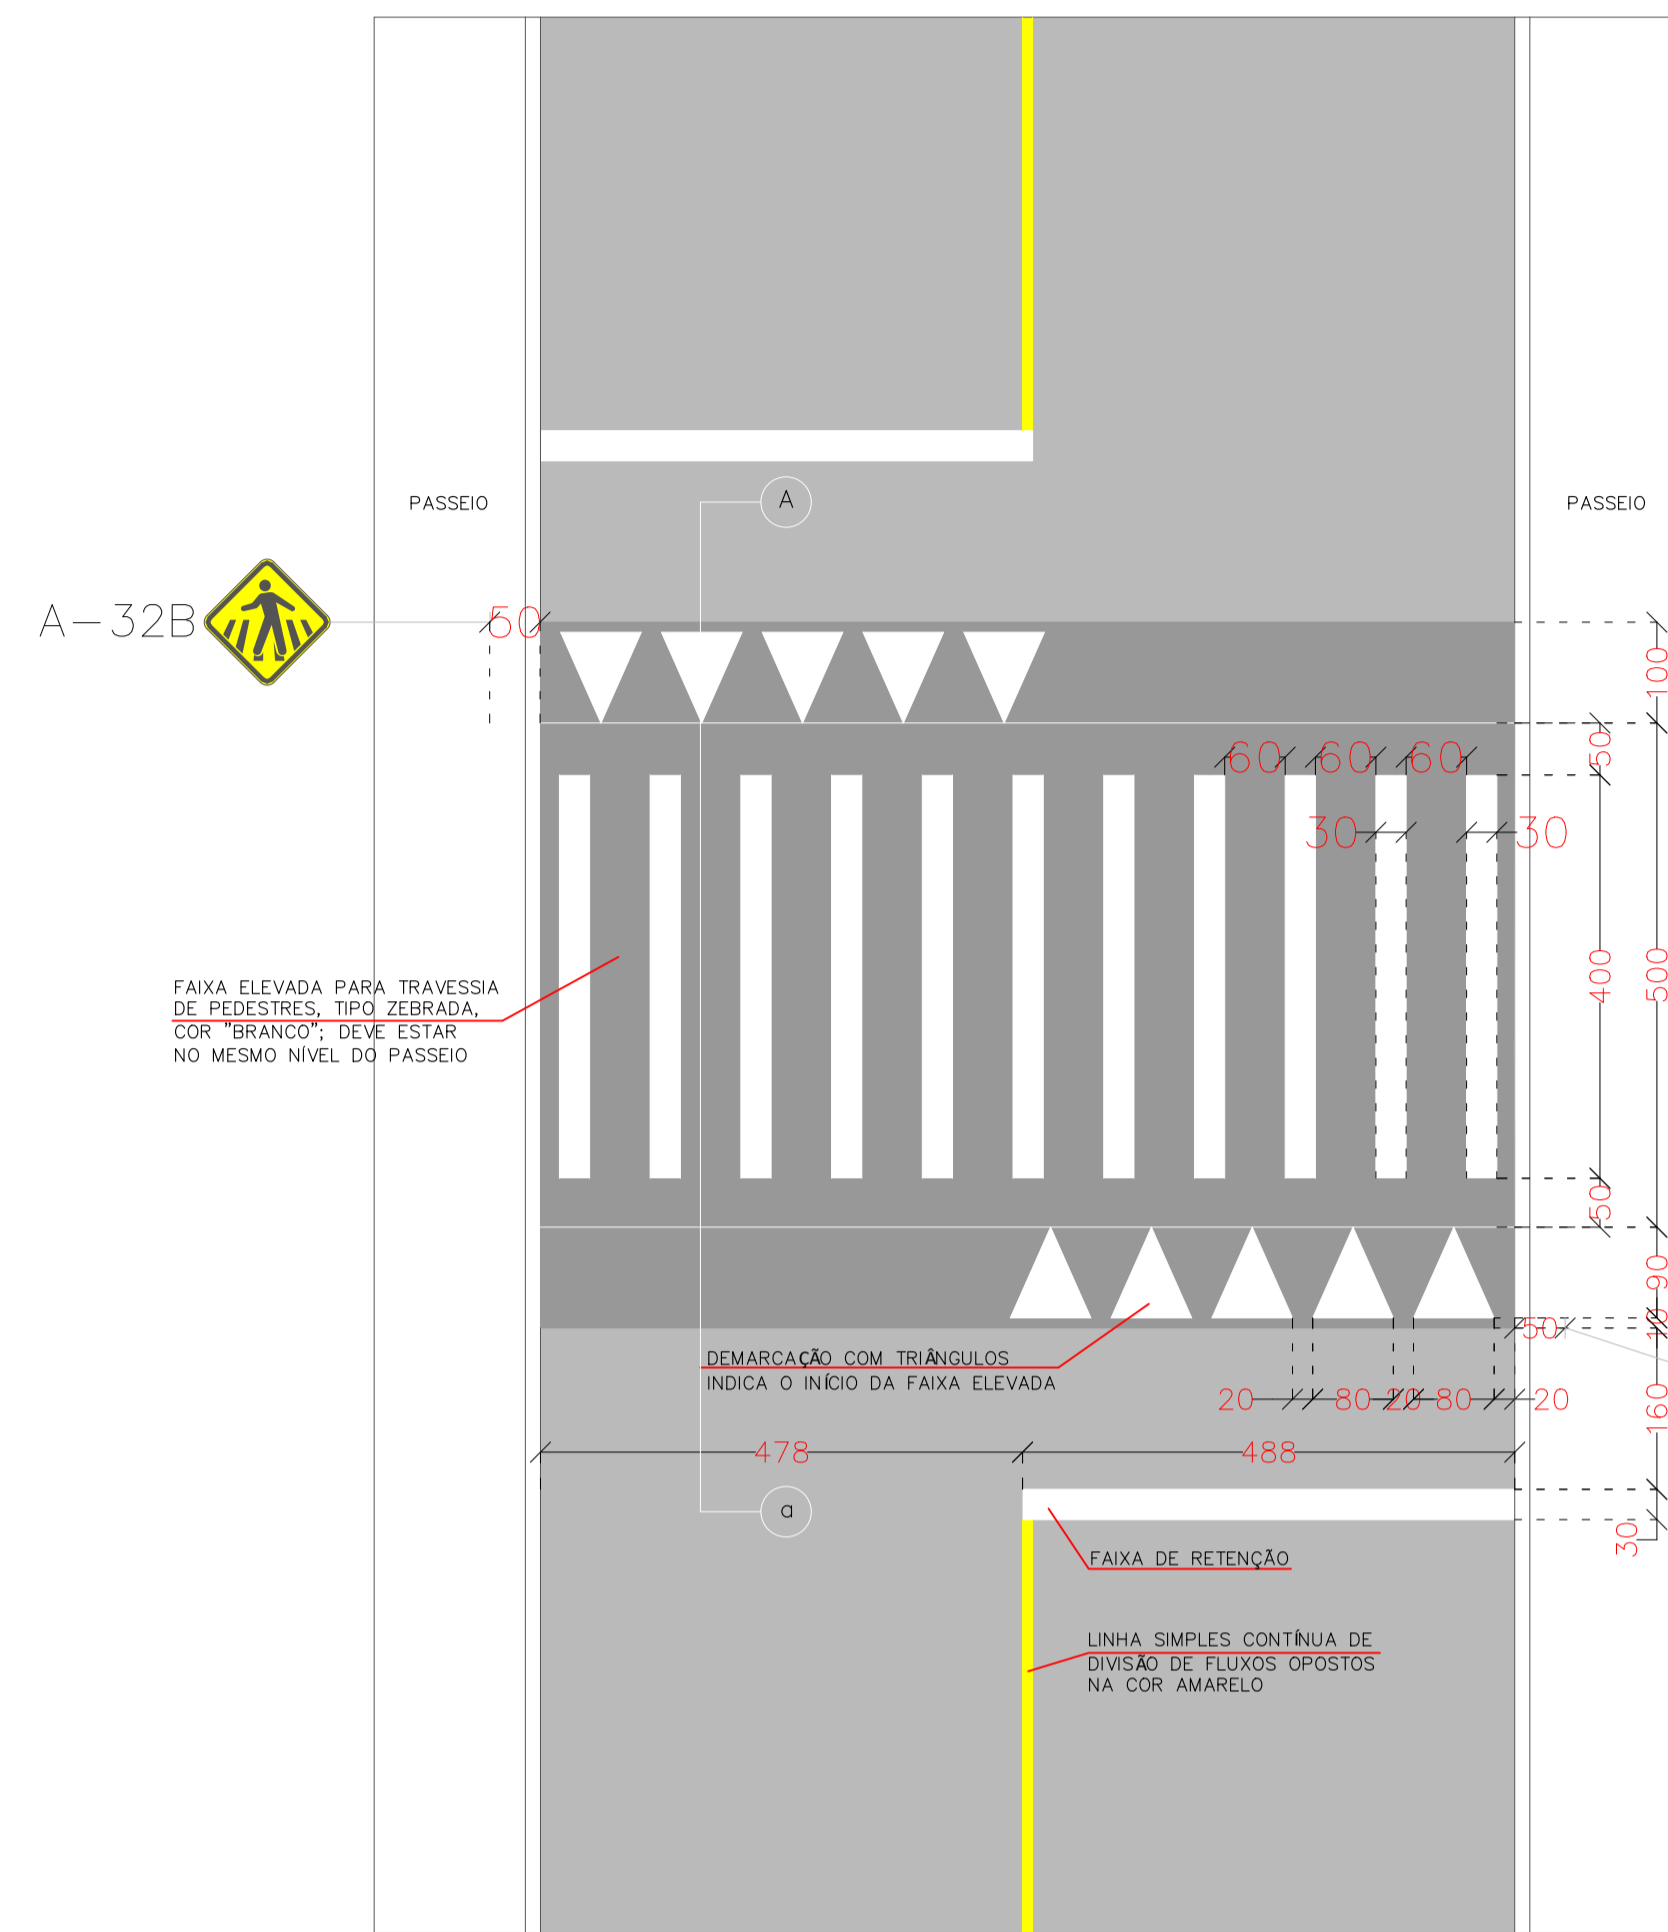 PASSEIO
A
PASSEIO
A-32B
50
100
50
60
60
60
30
30
400
500
FAIXA ELEVADA PARA TRAVESSIA
DE PEDESTRES, TIPO ZEBRADA,
COR "BRANCO"; DEVE ESTAR
NO MESMO NÍVEL DO PASSEIO
50
90
10
50
DEMARCAÇÃO COM TRIÂNGULOS
INDICA O INÍCIO DA FAIXA ELEVADA
20
80
20
80
20
160
478
488
a
30
FAIXA DE RETENÇÃO
LINHA SIMPLES CONTÍNUA DE
DIVISÃO DE FLUXOS OPOSTOS
NA COR AMARELO